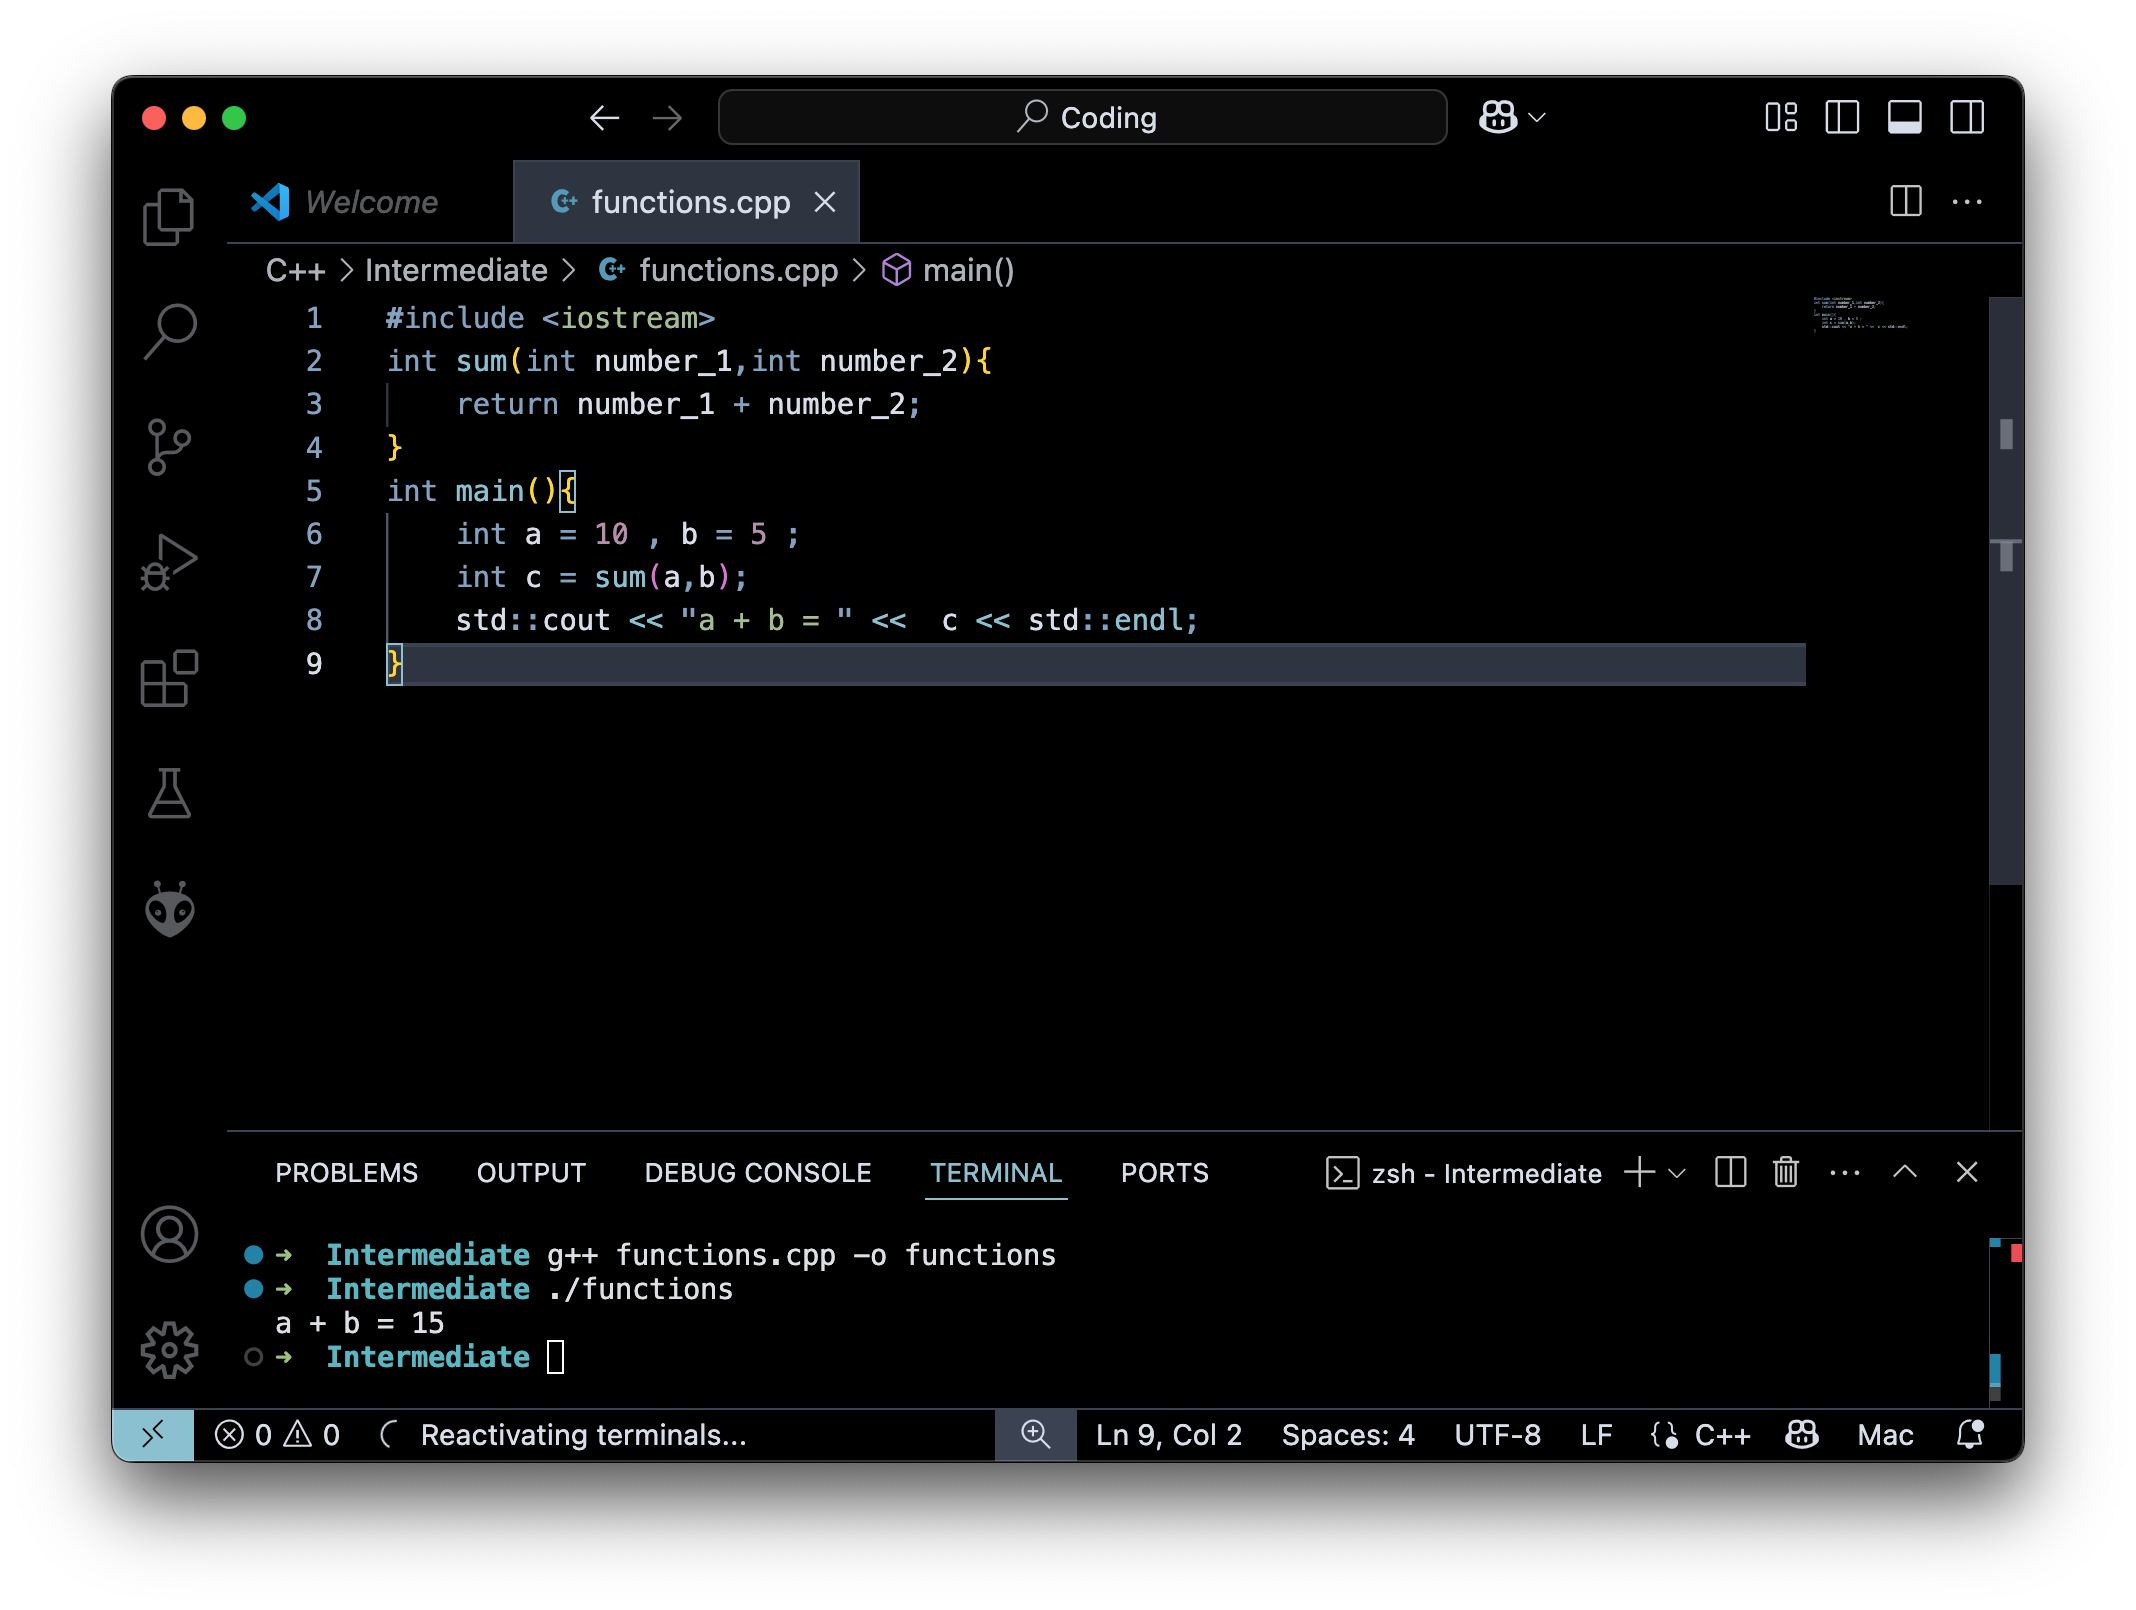 Coding
Welcome
functions.cpp
C++ > Intermediate > functions.cpp > main()
1 #include <iostream>
2 int sum(int number_1,int number_2){
3     return number_1 + number_2;
4 }
5 int main(){
6     int a = 10 , b = 5 ;
7     int c = sum(a,b);
8     std::cout << "a + b = " <<  c << std::endl;
9 }
PROBLEMS OUTPUT DEBUG CONSOLE TERMINAL PORTS zsh - Intermediate
➜  Intermediate g++ functions.cpp -o functions
➜  Intermediate ./functions
a + b = 15
➜  Intermediate
0 0 Reactivating terminals... Ln 9, Col 2 Spaces: 4 UTF-8 LF C++ Mac